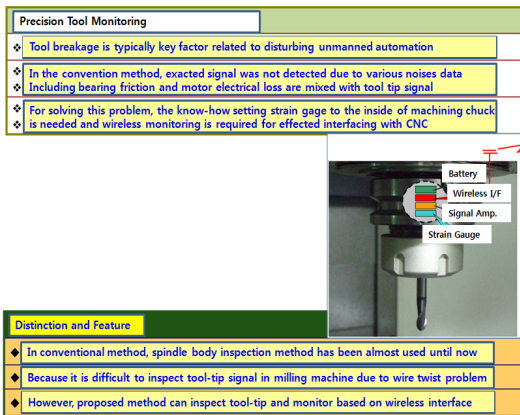 Precision Tool Monitoring
Tool breakage is typically key factor related to disturbing unmanned automation
In the convention method, exacted signal was not detected due to various noises data
Including bearing friction and motor electrical loss are mixed with tool tip signal
For solving this problem, the know-how setting strain gage to the inside of machining chuck
is needed and wireless monitoring is required for effected interfacing with CNC
Battery
Wireless I/F
Signal Amp.
Strain Gauge
Distinction and Feature
In conventional method, spindle body inspection method has been almost used until now
Because it is difficult to inspect tool-tip signal in milling machine due to wire twist problem
However, proposed method can inspect tool-tip and monitor based on wireless interface